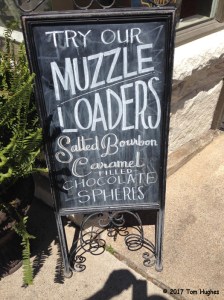 TRY OUR
MUZZLE
LOADERS
Salted Bourbon
Caramel
FILLED
CHOCOLATE
SPHERES
© 2017 Tom Hughes